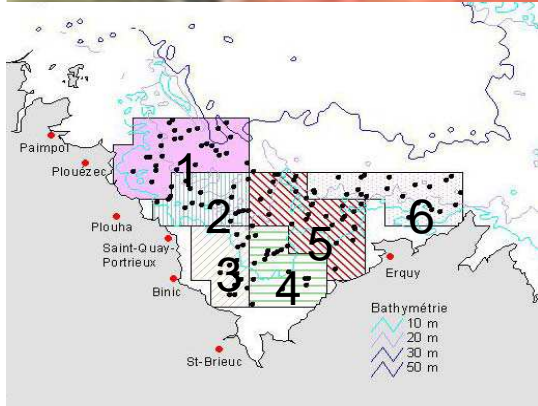 Paimpol
Plouézec
1
Plouha
2
Saint-Quay-
Portrieux
5
6
Erquy
3
4
Binic
St-Brieuc
Bathymétrie
10 m
20 m
30 m
50 m